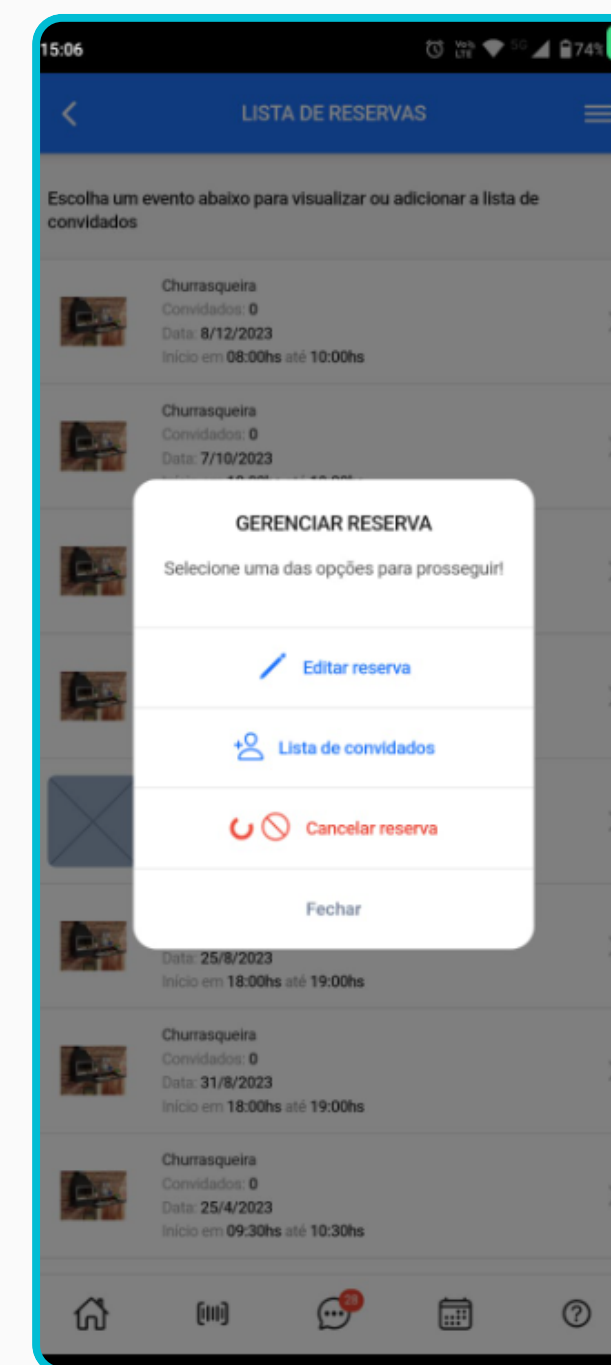 15:06
5G
74%
LISTA DE RESERVAS
Escolha um evento abaixo para visualizar ou adicionar a lista de
convidados
Churrasqueira
Convidados: 0
Data: 8/12/2023
Início em 08:00hs até 10:00hs
Churrasqueira
Convidados: 0
Data: 7/10/2023
GERENCIAR RESERVA
Selecione uma das opções para prosseguir!
Editar reserva
Lista de convidados
Cancelar reserva
Fechar
Data: 25/8/2023
Início em 18:00hs até 19:00hs
Churrasqueira
Convidados: 0
Data: 31/8/2023
Início em 18:00hs até 19:00hs
Churrasqueira
Convidados: 0
Data: 25/4/2023
Início em 09:30hs até 10:30hs
28